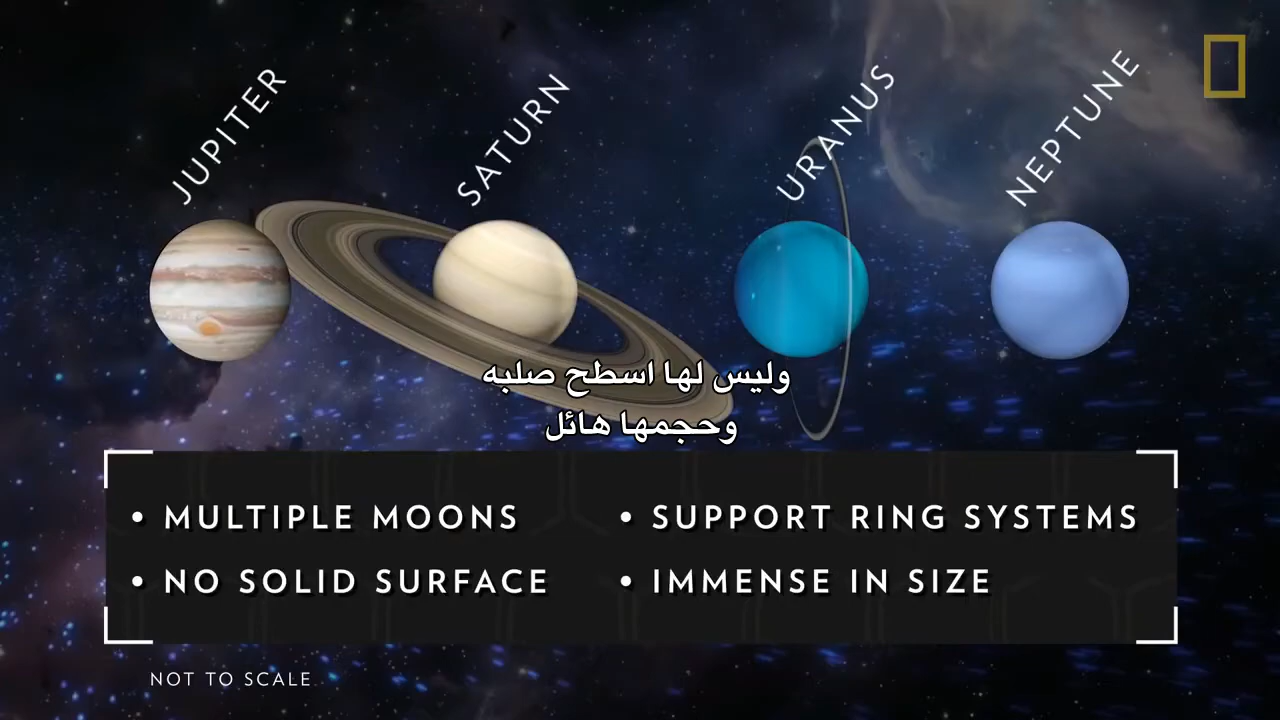 JUPITER
SATURN
URANUS
NEPTUNE
وليس لها اسطح صلبه
وحجمها هائل
• MULTIPLE MOONS
• NO SOLID SURFACE
• SUPPORT RING SYSTEMS
• IMMENSE IN SIZE
NOT TO SCALE